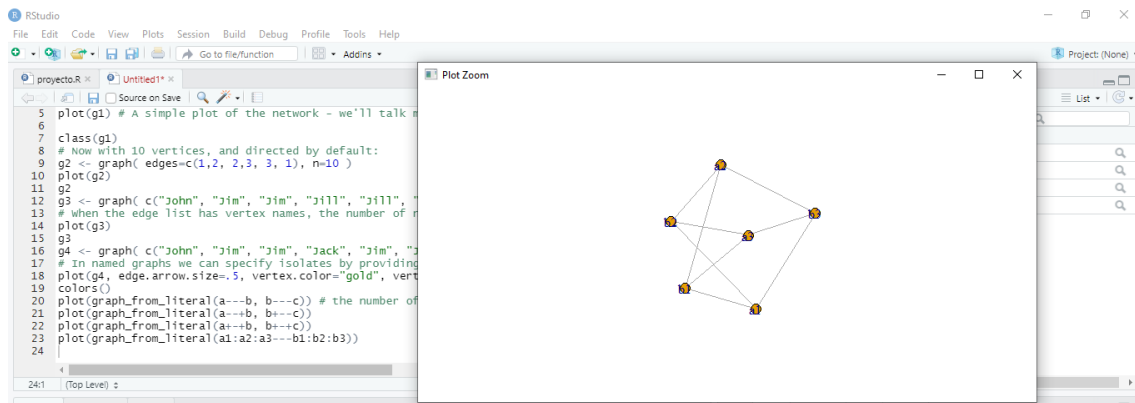 RStudio
File Edit Code View Plots Session Build Debug Profile Tools Help
Go to file/function
Addins
Project: (None)
proyecto.R
Untitled1*
Source on Save
List
5 plot(g1) # A simple plot of the network - we'll talk
6
7 class(g1)
8 # Now with 10 vertices, and directed by default:
9 g2 <- graph( edges=c(1,2, 2,3, 3, 1), n=10 )
10 plot(g2)
11 g2
12 g3 <- graph( c("John", "Jim", "Jim", "Jill", "Jill", "
13 # When the edge list has vertex names, the number of
14 plot(g3)
15 g3
16 g4 <- graph( c("John", "Jim", "Jim", "Jack", "Jim", "
17 # In named graphs we can specify isolates by providing
18 plot(g4, edge.arrow.size=.5, vertex.color="gold", vert
19 colors()
20 plot(graph_from_literal(a---b, b---c)) # the number of
21 plot(graph_from_literal(a--+b, b+--c))
22 plot(graph_from_literal(a+-+b, b+-+c))
23 plot(graph_from_literal(a1:a2:a3---b1:b2:b3))
24
24:1 (Top Level)
Plot Zoom
a2
b3
b2
a3
b1
a1